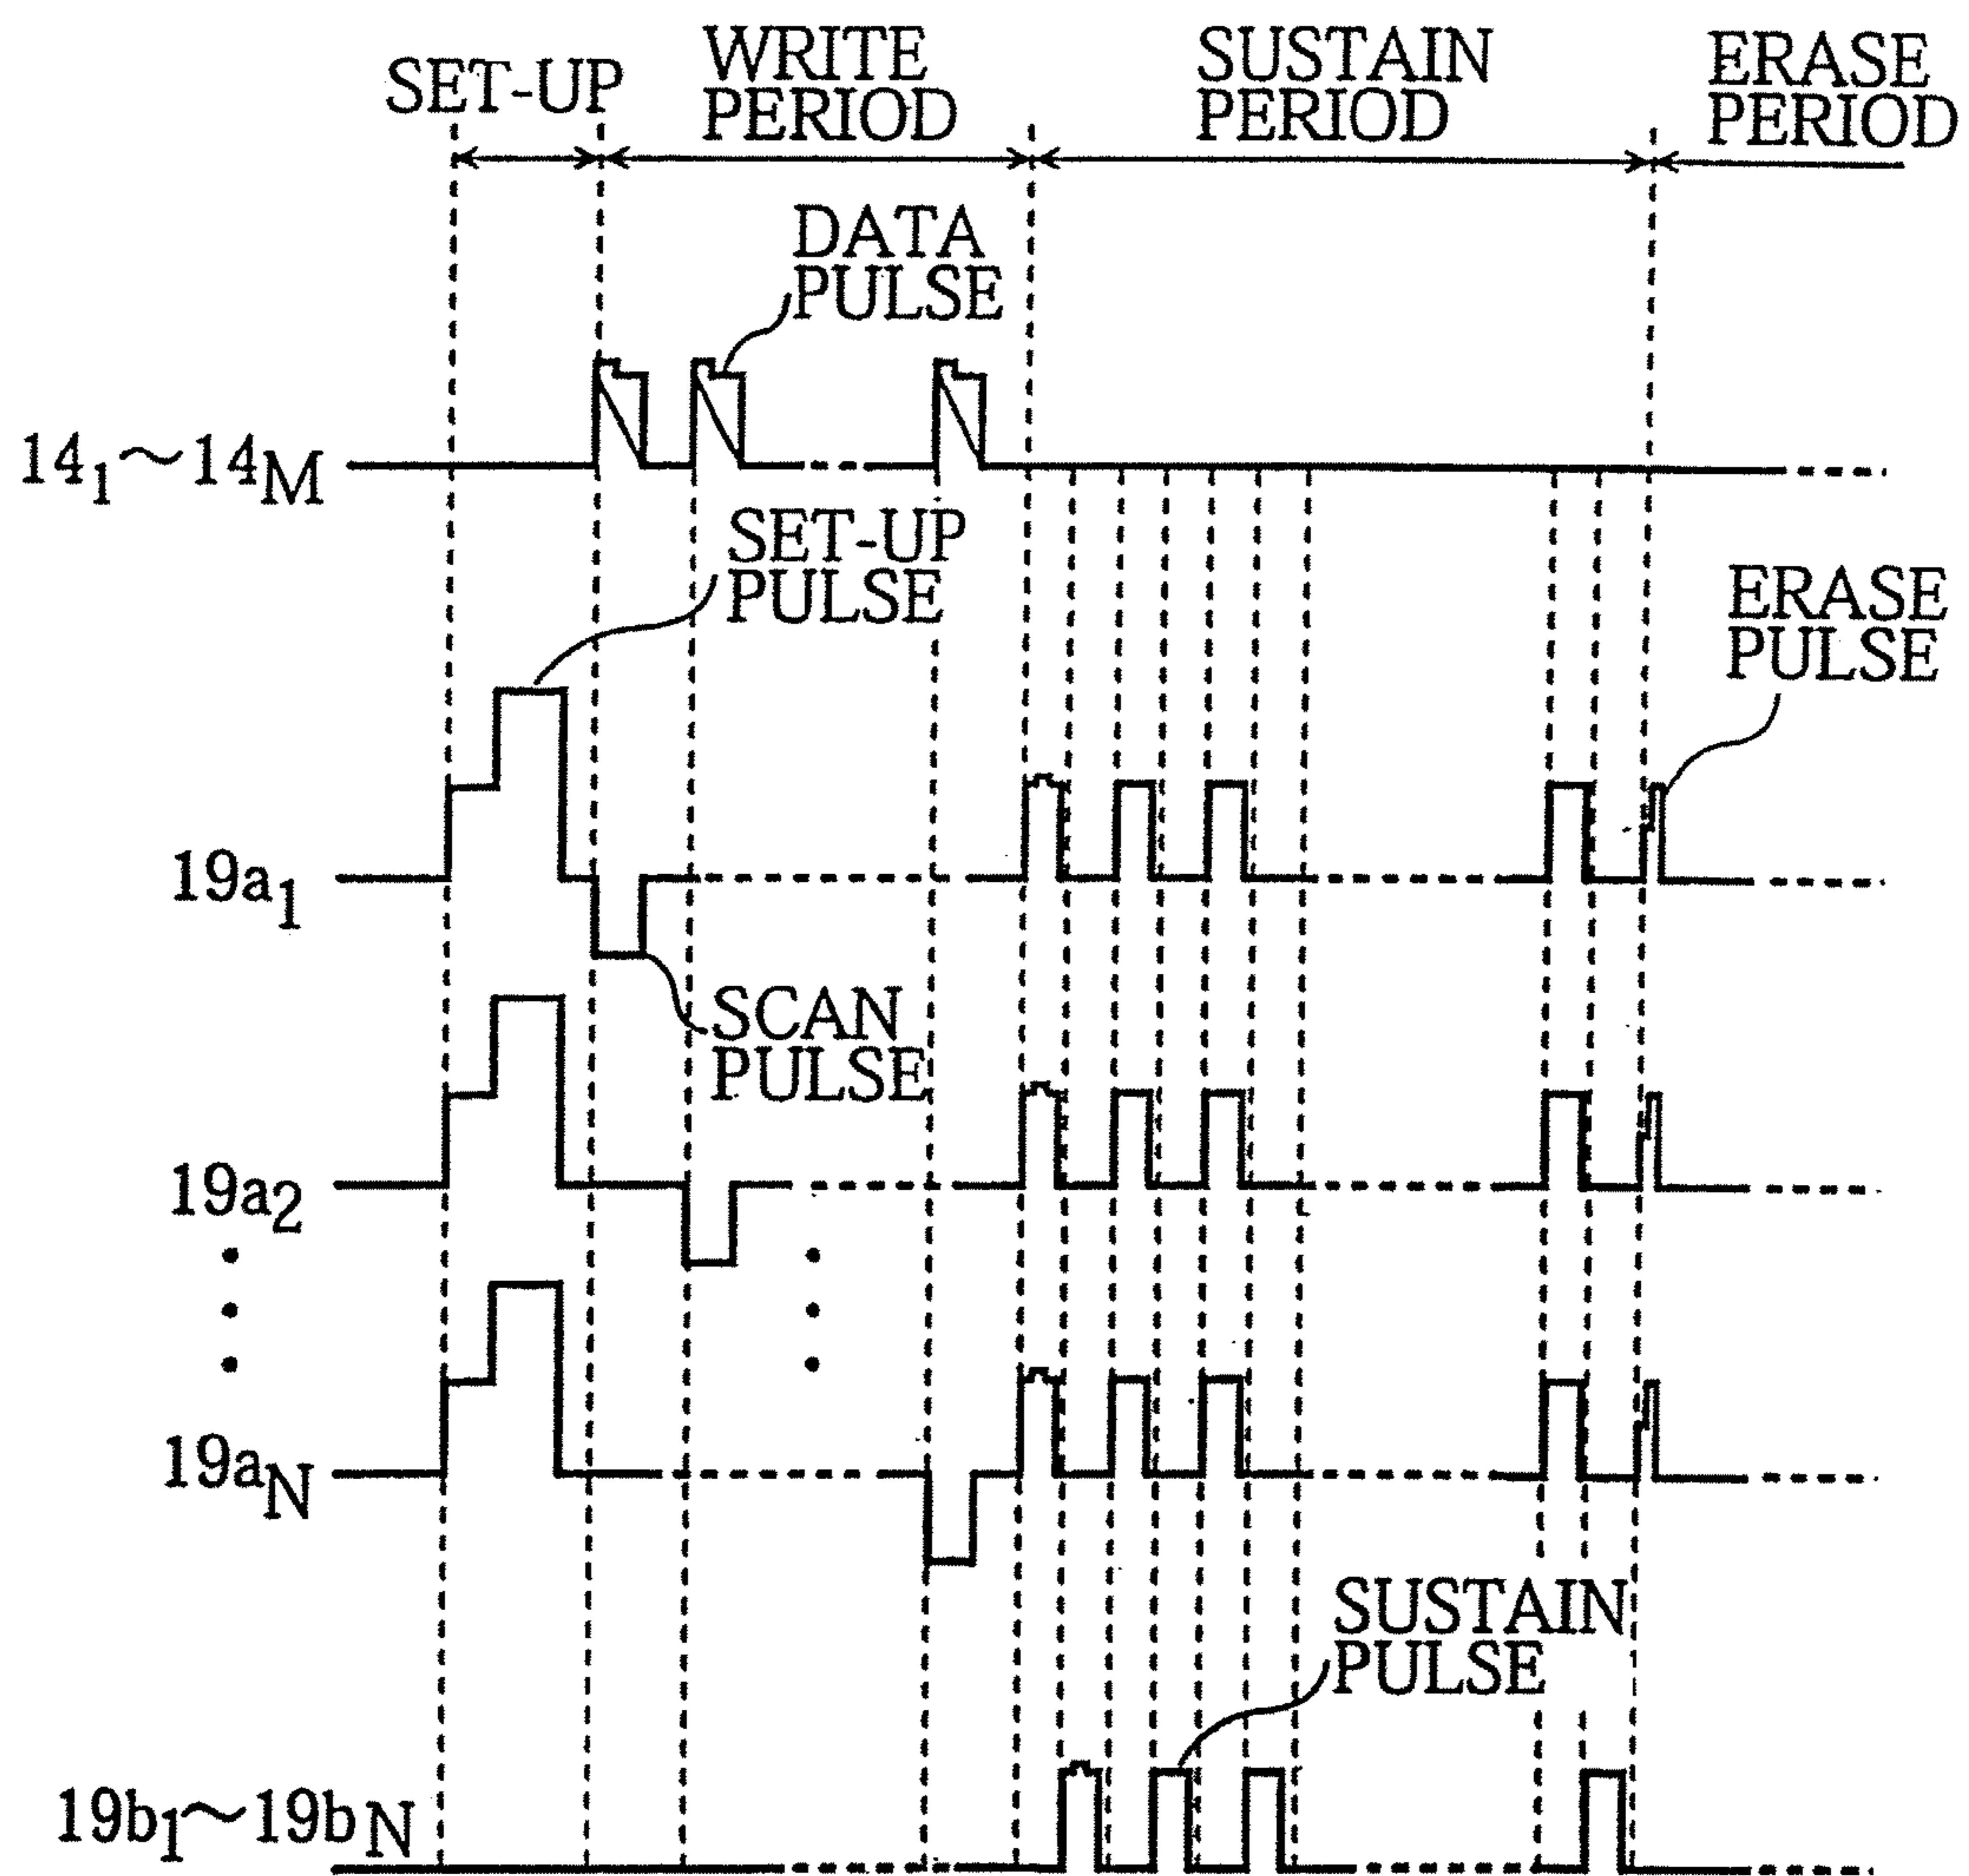 SET-UP
WRITE
PERIOD
SUSTAIN
PERIOD
ERASE
PERIOD
DATA
PULSE
14₁~14M
SET-UP
PULSE
ERASE
PULSE
19a₁
SCAN
PULSE
19a₂
19aN
SUSTAIN
PULSE
19b₁~19bN